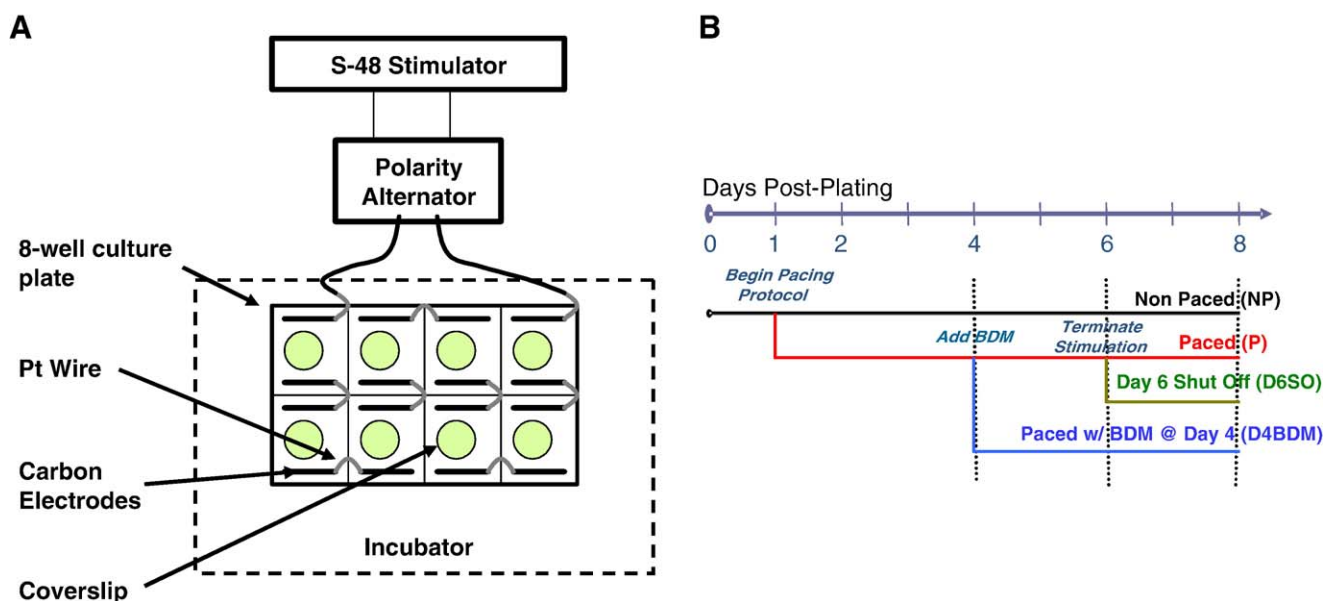 A
S-48 Stimulator
Polarity
Alternator
8-well culture
plate
Pt Wire
Carbon
Electrodes
Coverslip
Incubator
B
Days Post-Plating
0 1 2 4 6 8
Begin Pacing
Protocol
Non Paced (NP)
Add BDM
Terminate
Stimulation
Paced (P)
Day 6 Shut Off (D6SO)
Paced w/ BDM @ Day 4 (D4BDM)